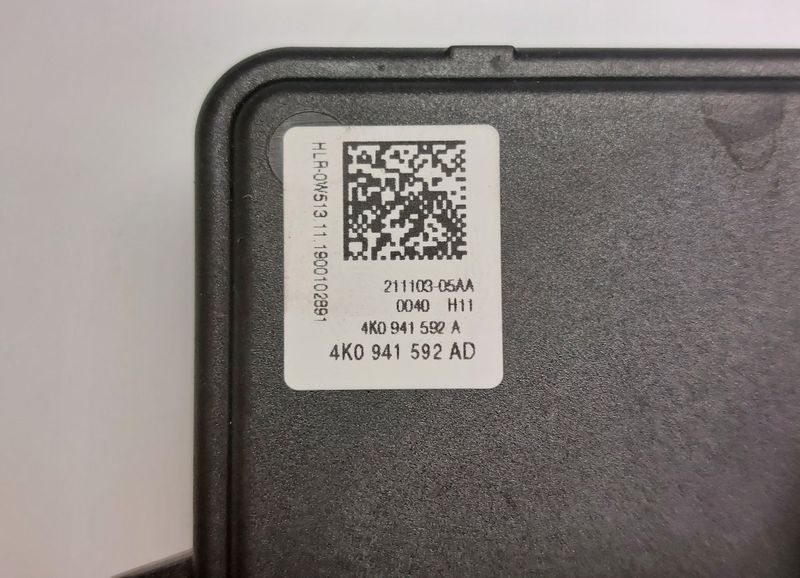 HLR-0W513.11.1900102891
211103-05AA
0040 H11
4K0 941 592 A
4K0 941 592 AD